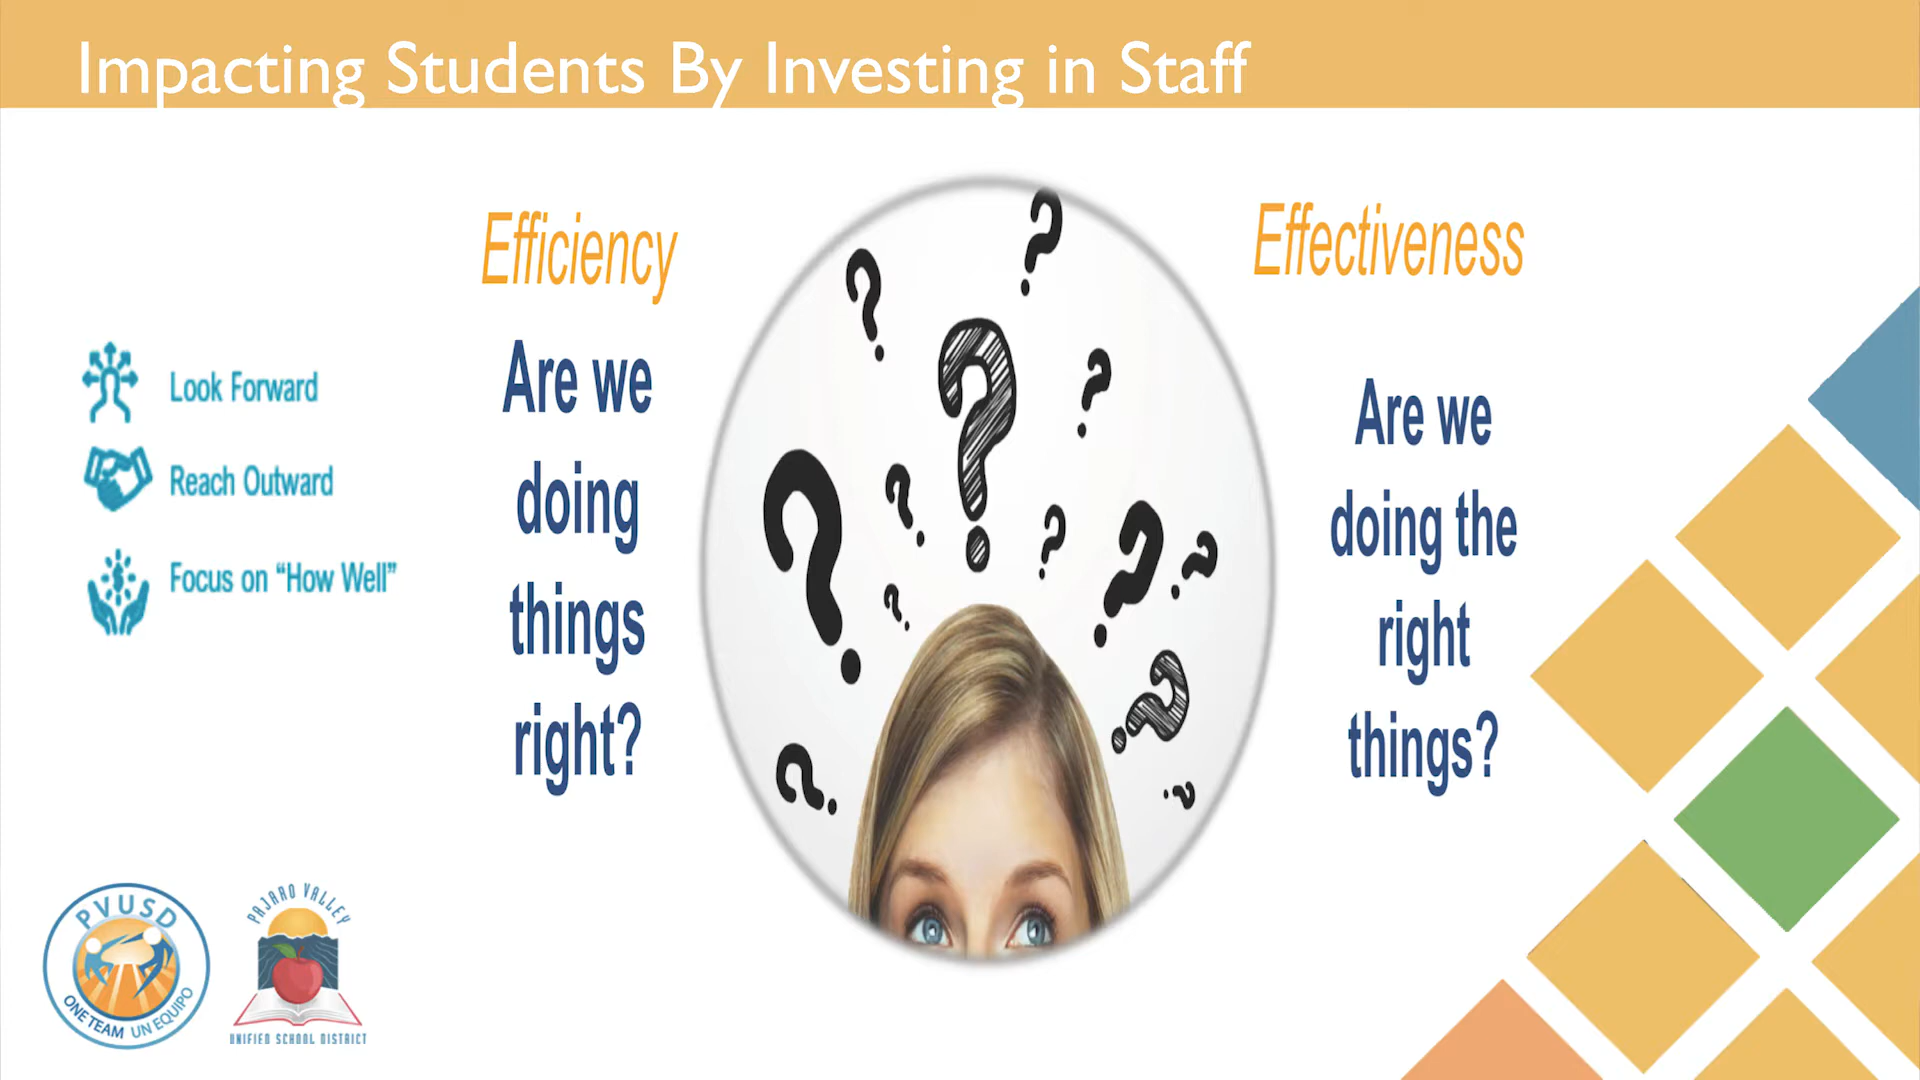 Impacting Students By Investing in Staff
Look Forward
Reach Outward
Focus on “How Well”
Efficiency
Are we
doing
things
right?
Effectiveness
Are we
doing the
right
things?
PVUSD
ONE TEAM UN EQUIPO
PAJARO VALLEY
UNIFIED SCHOOL DISTRICT